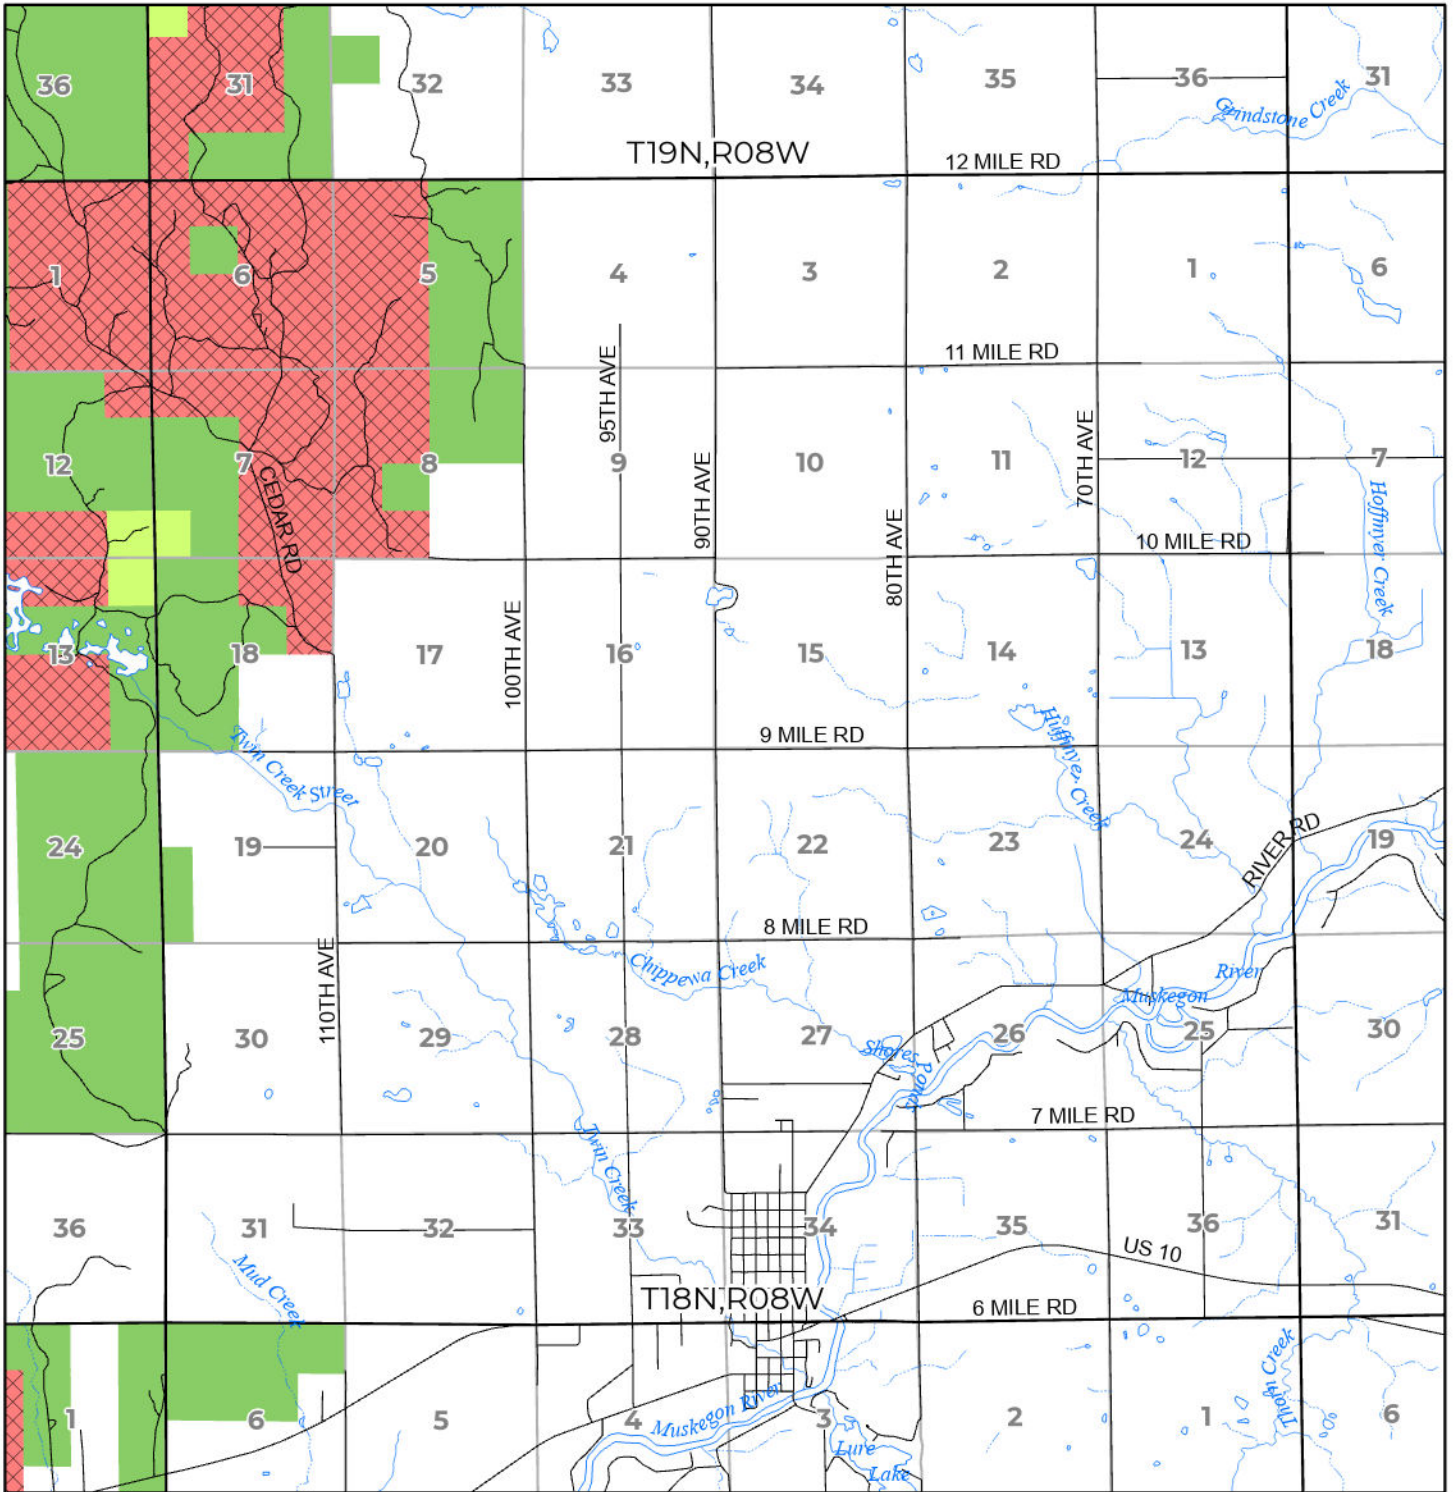 36 31 32 33 34 35 36 31
Grindstone Creek
T19N,R08W
12 MILE RD
1 6 5 4 3 2 1 6
11 MILE RD
95TH AVE
90TH AVE
70TH AVE
12 7 8 9 10 11 12 7
CEDAR RD
Hoffmyer Creek
80TH AVE
10 MILE RD
100TH AVE
13 18 17 16 15 14 13 18
Huffmyer Creek
9 MILE RD
Twin Creek Street
24 19 20 21 22 23 24 19
RIVER RD
8 MILE RD
110TH AVE
Chippewa Creek
River
Muskegon
25 30 29 28 27 26 25 30
Shores Ponds
7 MILE RD
Twin Creek
36 31 32 33 34 35 36 31
Mud Creek
US 10
T18N,R08W
6 MILE RD
Thorn Creek
1 6 5 4 3 2 1 6
Muskegon River
Lure
Lake